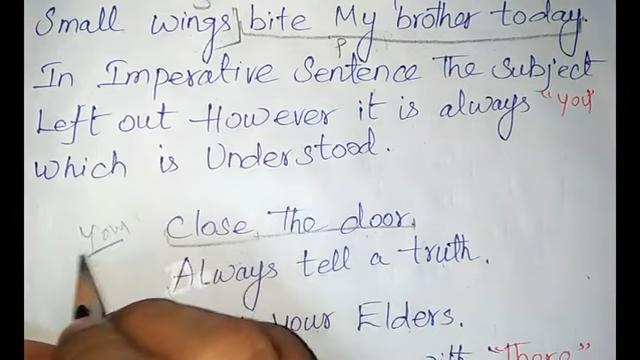 Small wings] bite My brother today.
P
In Imperative Sentence The Subject
Left out However it is always "you"
which is Understood.
you Close The door,
Always tell a truth.
your Elders.
with "There"